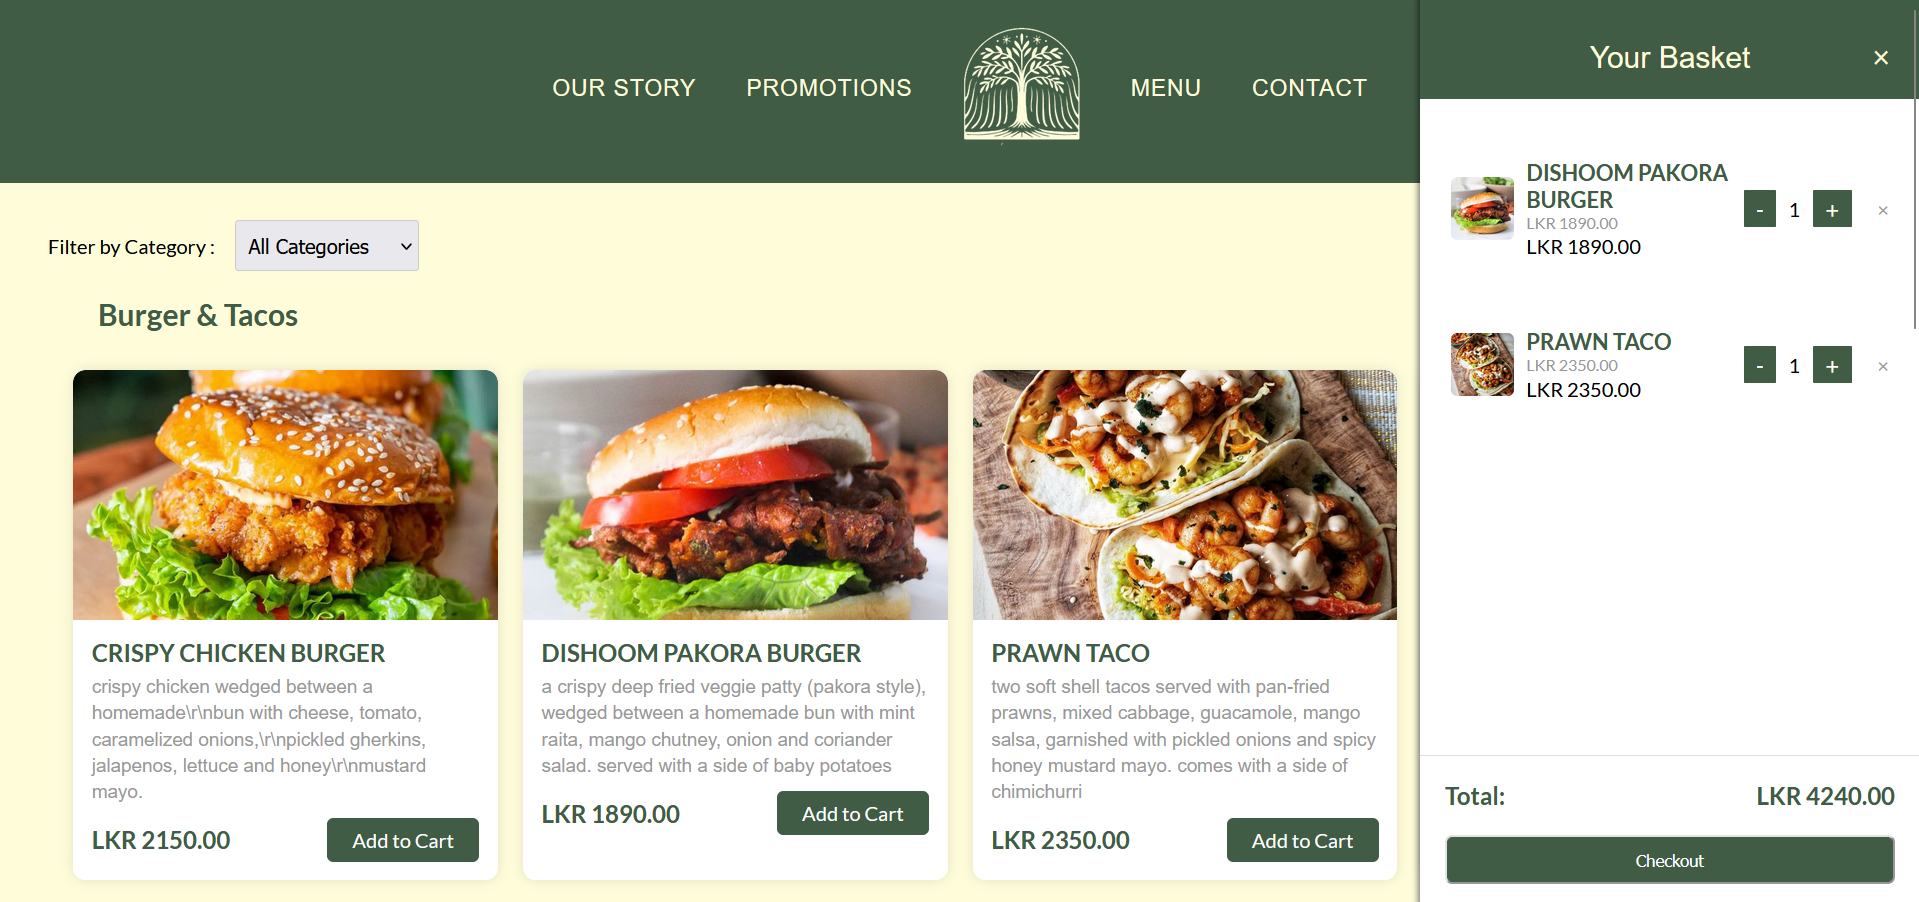 OUR STORY
PROMOTIONS
MENU
CONTACT
Filter by Category :
All Categories
Burger & Tacos
CRISPY CHICKEN BURGER
crispy chicken wedged between a
homemade\r\nbun with cheese, tomato,
caramelized onions,\r\npickled gherkins,
jalapenos, lettuce and honey\r\nmustard
mayo.
LKR 2150.00
Add to Cart
DISHOOM PAKORA BURGER
a crispy deep fried veggie patty (pakora style),
wedged between a homemade bun with mint
raita, mango chutney, onion and coriander
salad. served with a side of baby potatoes
LKR 1890.00
Add to Cart
PRAWN TACO
two soft shell tacos served with pan-fried
prawns, mixed cabbage, guacamole, mango
salsa, garnished with pickled onions and spicy
honey mustard mayo. comes with a side of
chimichurri
LKR 2350.00
Add to Cart
Your Basket
×
DISHOOM PAKORA
BURGER
LKR 1890.00
LKR 1890.00
- 1 + ×
PRAWN TACO
LKR 2350.00
LKR 2350.00
- 1 + ×
Total: LKR 4240.00
Checkout